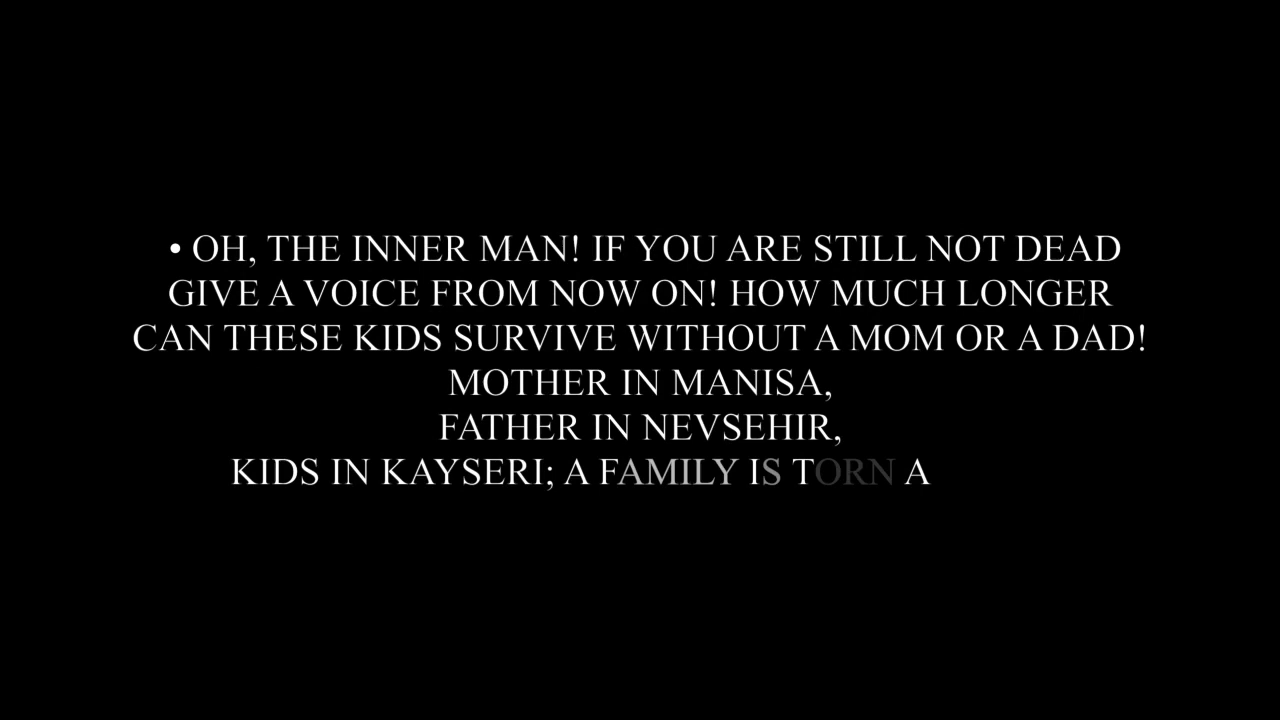 • OH, THE INNER MAN! IF YOU ARE STILL NOT DEAD
GIVE A VOICE FROM NOW ON! HOW MUCH LONGER
CAN THESE KIDS SURVIVE WITHOUT A MOM OR A DAD!
MOTHER IN MANISA,
FATHER IN NEVSEHIR,
KIDS IN KAYSERI; A FAMILY IS TORN A